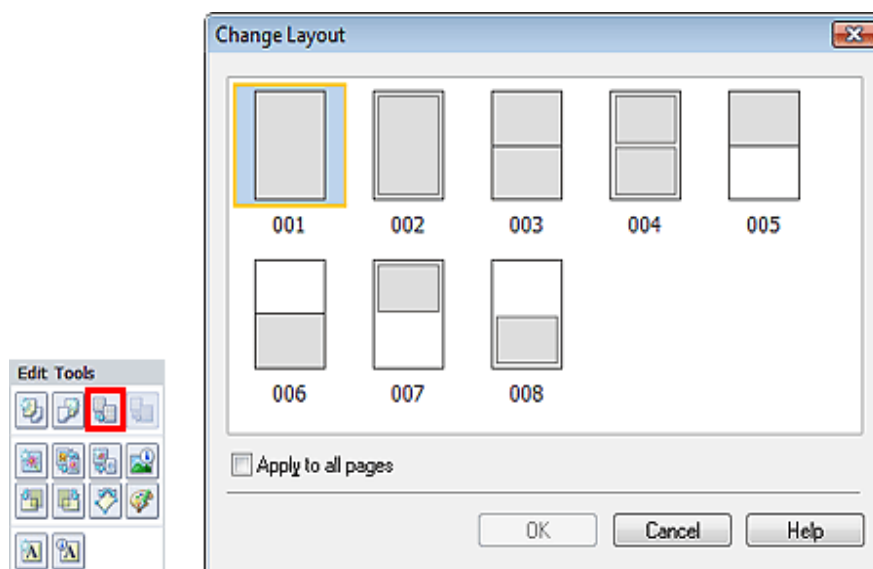 Change Layout
001 002 003 004 005
006 007 008
Apply to all pages
OK Cancel Help
Edit Tools
A A